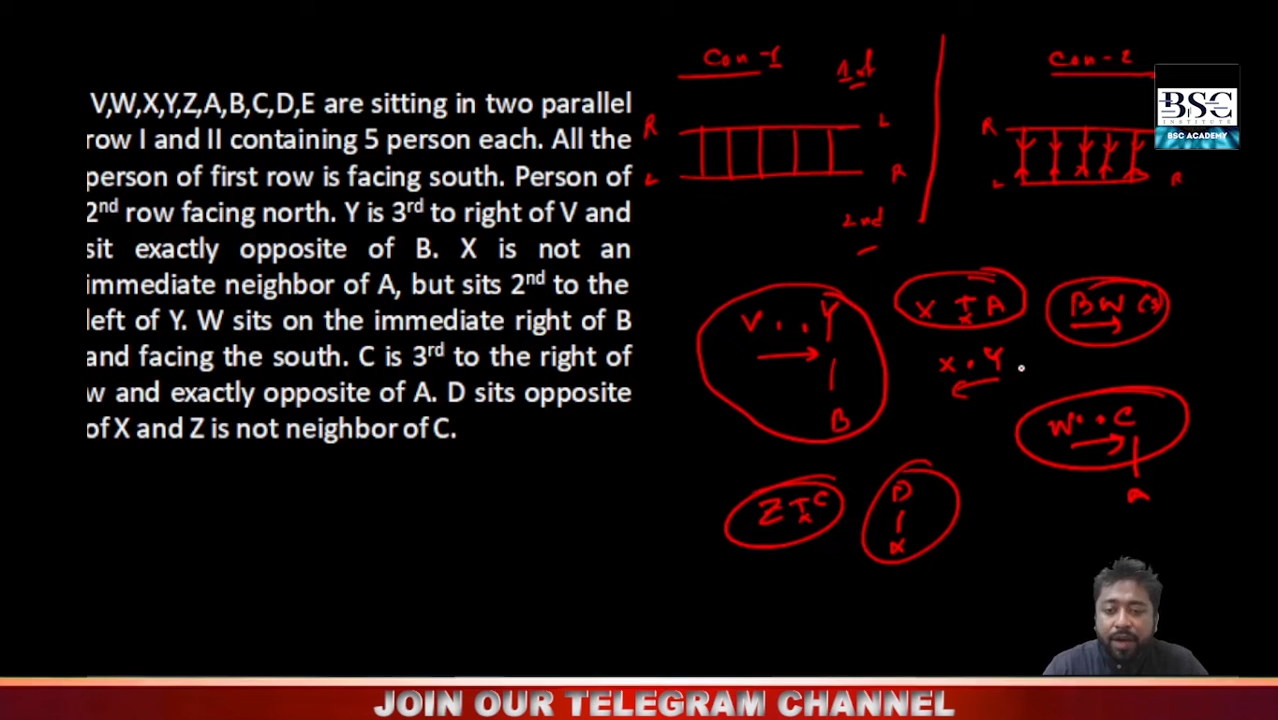 V,W,X,Y,Z,A,B,C,D,E are sitting in two parallel
row I and II containing 5 person each. All the
person of first row is facing south. Person of
2nd row facing north. Y is 3rd to right of V and
sit exactly opposite of B. X is not an
immediate neighbor of A, but sits 2nd to the
left of Y. W sits on the immediate right of B
and facing the south. C is 3rd to the right of
w and exactly opposite of A. D sits opposite
of X and Z is not neighbor of C.
Con-1
1st
R
L
L
R
2nd
Con-2
R
L
R
V . . Y
B
X A
B W (S)
X . Y
W . . C
A
Z C
D
X
BSC
INSTITUTE
BSC ACADEMY
JOIN OUR TELEGRAM CHANNEL